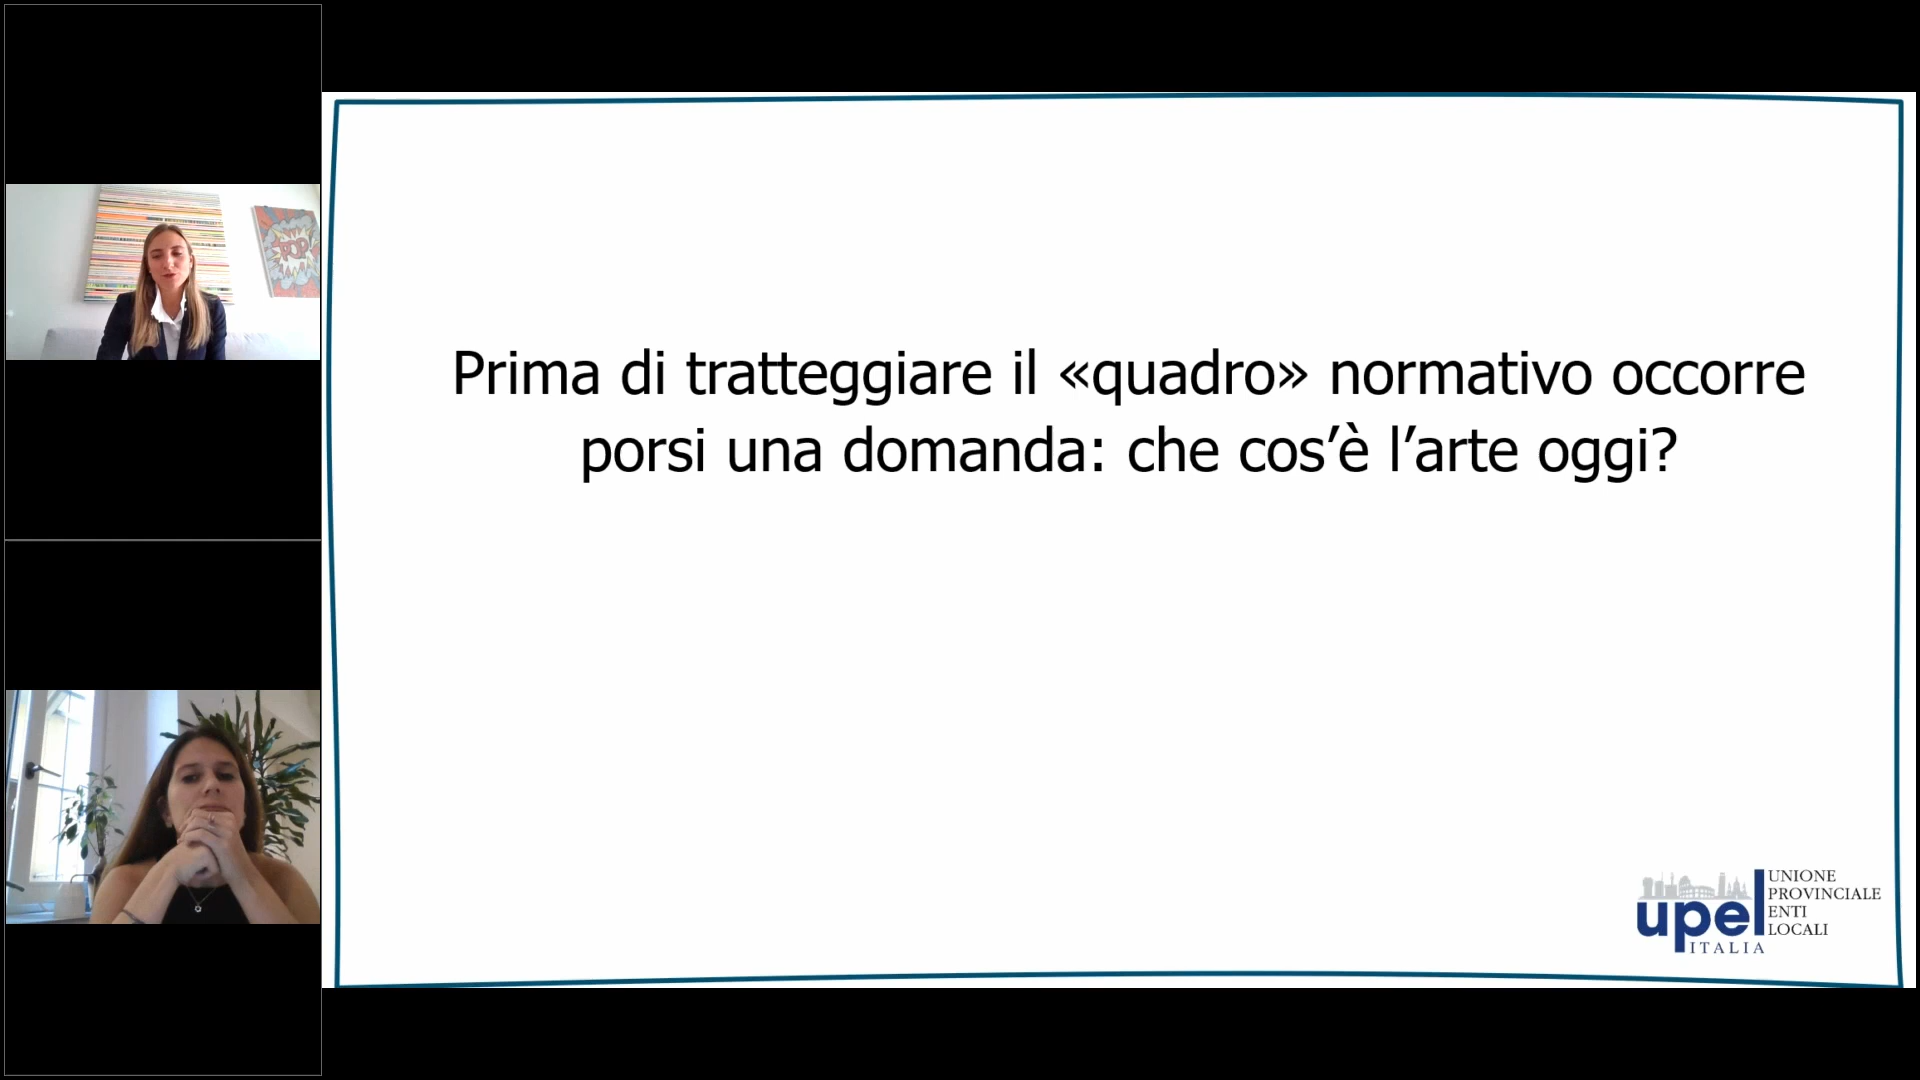 POP
Prima di tratteggiare il «quadro» normativo occorre
porsi una domanda: che cos’è l’arte oggi?
upel
ITALIA
UNIONE
PROVINCIALE
ENTI
LOCALI